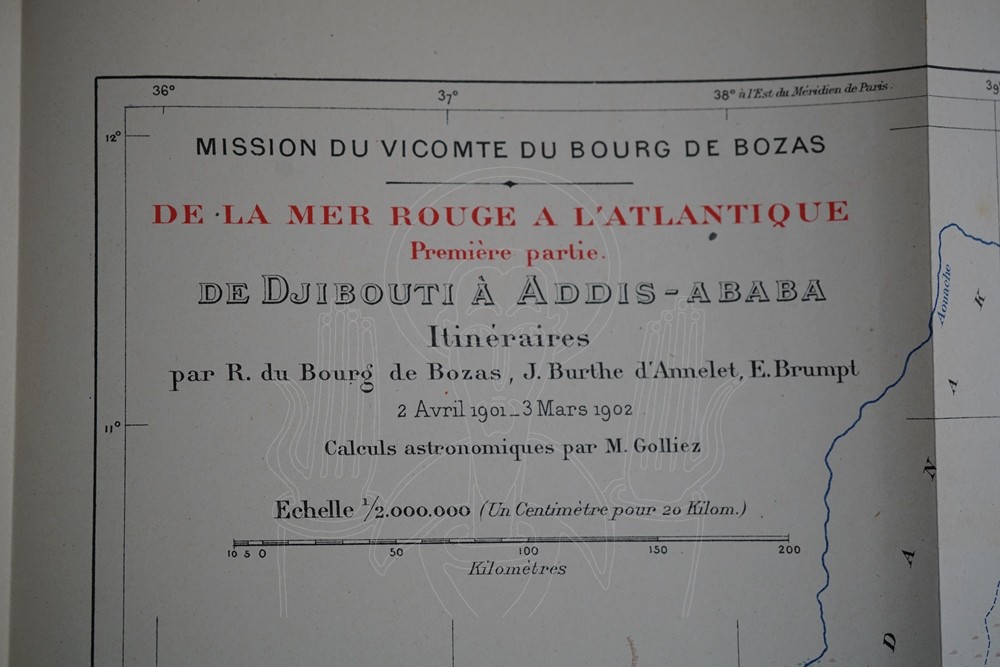 36°
37°
38° à l'Est du Méridien de Paris.
39
12°
MISSION DU VICOMTE DU BOURG DE BOZAS
DE LA MER ROUGE A L'ATLANTIQUE
Première partie.
DE DJIBOUTI À ADDIS-ABABA
Itinéraires
par R. du Bourg de Bozas, J. Burthe d'Annelet, E. Brumpt
2 Avril 1901_3 Mars 1902
11°
Calculs astronomiques par M. Golliez
Echelle 1/2.000.000 (Un Centimètre pour 20 Kilom.)
10 5 0 50 100 150 200
Kilomètres
Aouache
D A N A K